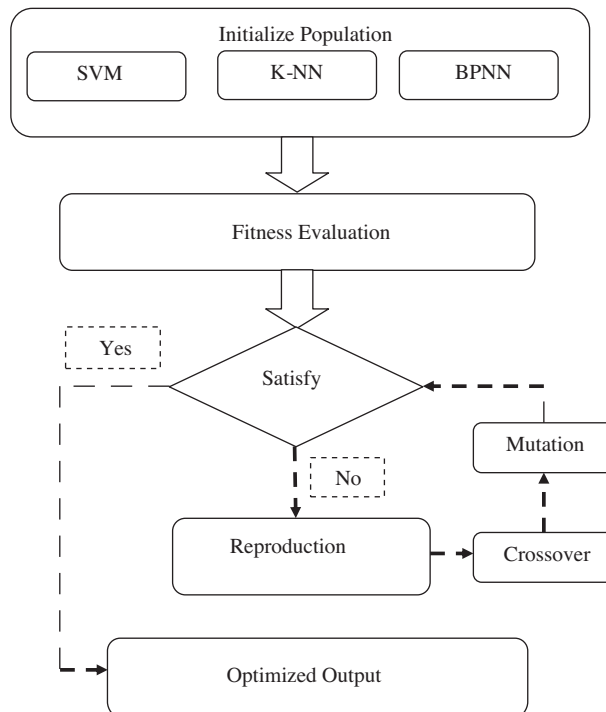 Initialize Population
SVM
K-NN
BPNN
Fitness Evaluation
Yes
Satisfy
No
Mutation
Reproduction
Crossover
Optimized Output